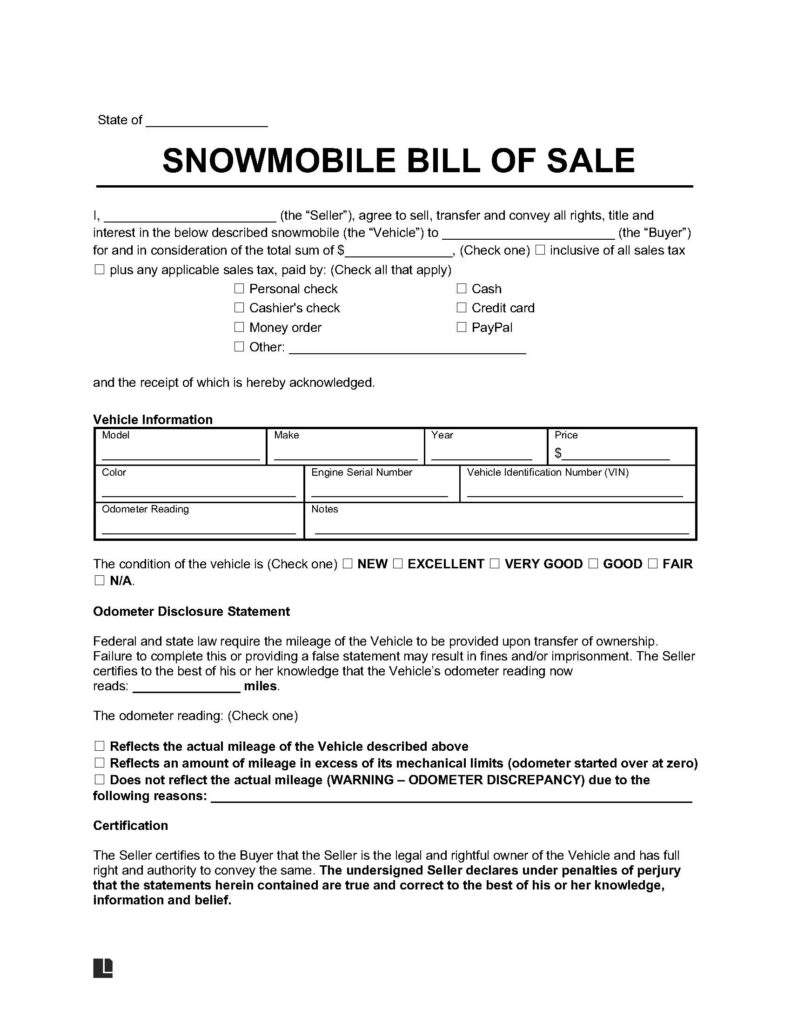 State of __________________
SNOWMOBILE BILL OF SALE
I, ________________________ (the “Seller”), agree to sell, transfer and convey all rights, title and
interest in the below described snowmobile (the “Vehicle”) to ________________________ (the “Buyer”)
for and in consideration of the total sum of $_______________, (Check one) ☐ inclusive of all sales tax
☐ plus any applicable sales tax, paid by: (Check all that apply)
☐ Personal check ☐ Cash
☐ Cashier's check ☐ Credit card
☐ Money order ☐ PayPal
☐ Other: _________________________________
and the receipt of which is hereby acknowledged.
Vehicle Information
Model Make Year Price
$_______________
Color Engine Serial Number Vehicle Identification Number (VIN)
Odometer Reading Notes
The condition of the vehicle is (Check one) ☐ NEW ☐ EXCELLENT ☐ VERY GOOD ☐ GOOD ☐ FAIR
☐ N/A.
Odometer Disclosure Statement
Federal and state law require the mileage of the Vehicle to be provided upon transfer of ownership.
Failure to complete this or providing a false statement may result in fines and/or imprisonment. The Seller
certifies to the best of his or her knowledge that the Vehicle’s odometer reading now
reads: _______________ miles.
The odometer reading: (Check one)
☐ Reflects the actual mileage of the Vehicle described above
☐ Reflects an amount of mileage in excess of its mechanical limits (odometer started over at zero)
☐ Does not reflect the actual mileage (WARNING – ODOMETER DISCREPANCY) due to the
following reasons: ___________________________________________________________________
Certification
The Seller certifies to the Buyer that the Seller is the legal and rightful owner of the Vehicle and has full
right and authority to convey the same. The undersigned Seller declares under penalties of perjury
that the statements herein contained are true and correct to the best of his or her knowledge,
information and belief.